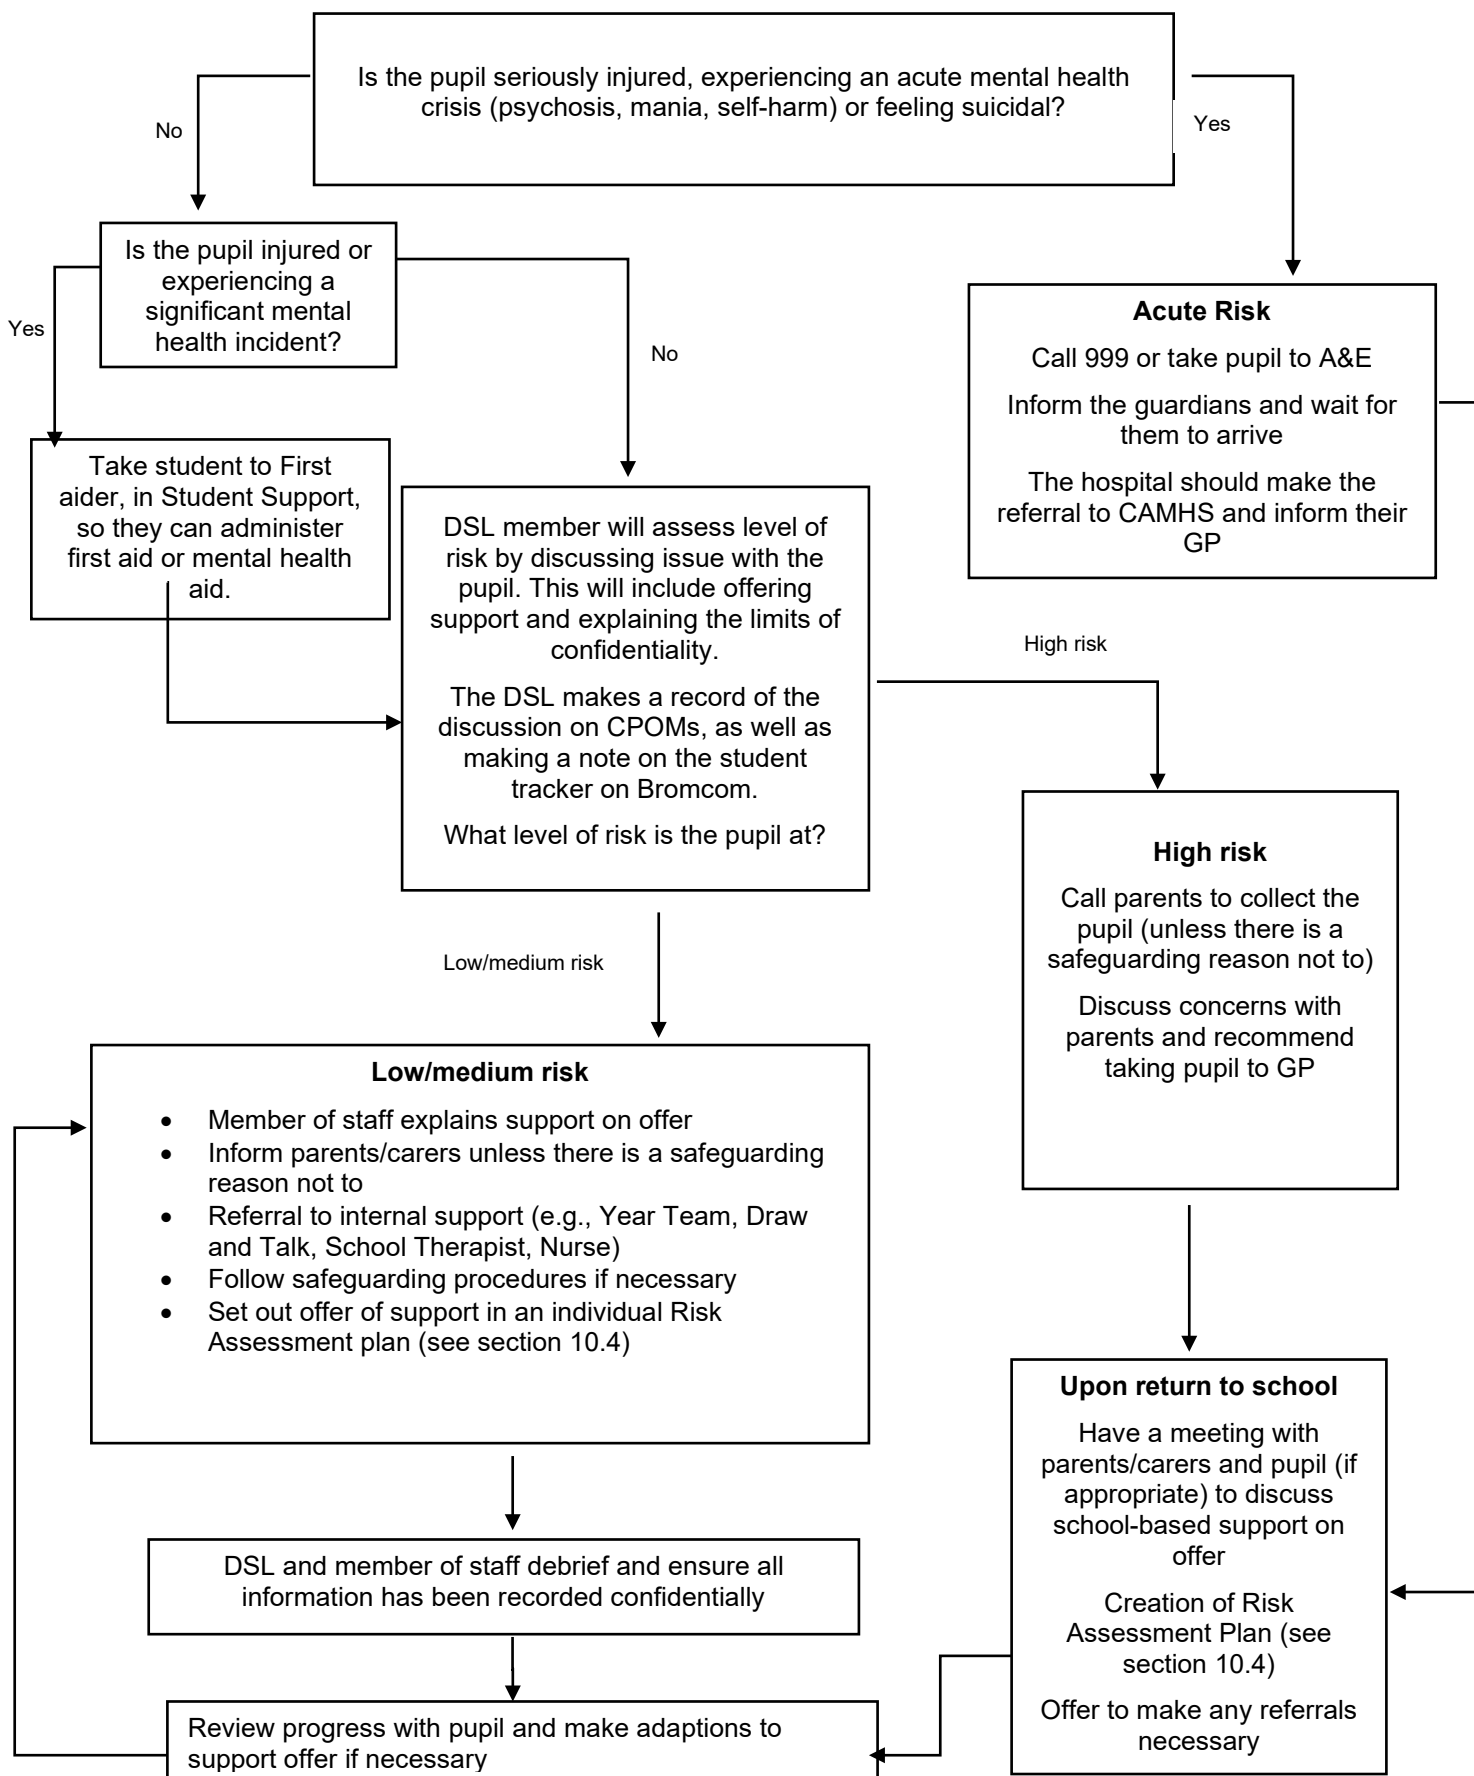 Is the pupil seriously injured, experiencing an acute mental health
crisis (psychosis, mania, self-harm) or feeling suicidal?
No
Yes
Is the pupil injured or
experiencing a
significant mental
health incident?
Yes
No
Acute Risk
Call 999 or take pupil to A&E
Inform the guardians and wait for
them to arrive
The hospital should make the
referral to CAMHS and inform their
GP
Take student to First
aider, in Student Support,
so they can administer
first aid or mental health
aid.
DSL member will assess level of
risk by discussing issue with the
pupil. This will include offering
support and explaining the limits of
confidentiality.
The DSL makes a record of the
discussion on CPOMs, as well as
making a note on the student
tracker on Bromcom.
What level of risk is the pupil at?
High risk
High risk
Call parents to collect the
pupil (unless there is a
safeguarding reason not to)
Discuss concerns with
parents and recommend
taking pupil to GP
Low/medium risk
Low/medium risk
• Member of staff explains support on offer
• Inform parents/carers unless there is a safeguarding
reason not to
• Referral to internal support (e.g., Year Team, Draw
and Talk, School Therapist, Nurse)
• Follow safeguarding procedures if necessary
• Set out offer of support in an individual Risk
Assessment plan (see section 10.4)
Upon return to school
Have a meeting with
parents/carers and pupil (if
appropriate) to discuss
school-based support on
offer
Creation of Risk
Assessment Plan (see
section 10.4)
Offer to make any referrals
necessary
DSL and member of staff debrief and ensure all
information has been recorded confidentially
Review progress with pupil and make adaptions to
support offer if necessary